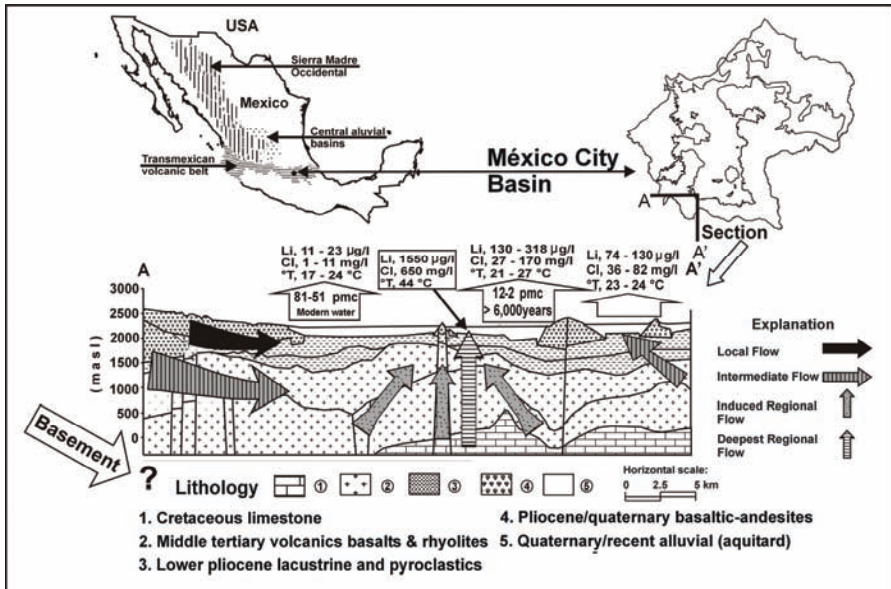 USA
Sierra Madre
Occidental
Mexico
Central aluvial
basins
Transmexican
volcanic belt
México City
Basin
A
Section
A'
A'
A
Li, 11 - 23 µg/l
Cl, 1 - 11 mg/l
°T, 17 - 24 °C
81-51 pmc
Modern water
Li, 1550 µg/l
Cl, 650 mg/l
°T, 44 °C
Li, 130 - 318 µg/l
Cl, 27 - 170 mg/l
°T, 21 - 27 °C
12-2 pmc
> 6,000years
Li, 74 - 130 µg/l
Cl, 36 - 82 mg/l
°T, 23 - 24 °C
3000
2500
2000
1500
1000
500
0
(masl)
Explanation
Local Flow
Intermediate Flow
Induced Regional
Flow
Deepest Regional
Flow
Basement
?
Lithology ① ② ③ ④ ⑤
Horizontal scale:
0 2.5 5 km
1. Cretaceous limestone
2. Middle tertiary volcanics basalts & rhyolites
3. Lower pliocene lacustrine and pyroclastics
4. Pliocene/quaternary basaltic-andesites
5. Quaternary/recent alluvial (aquitard)